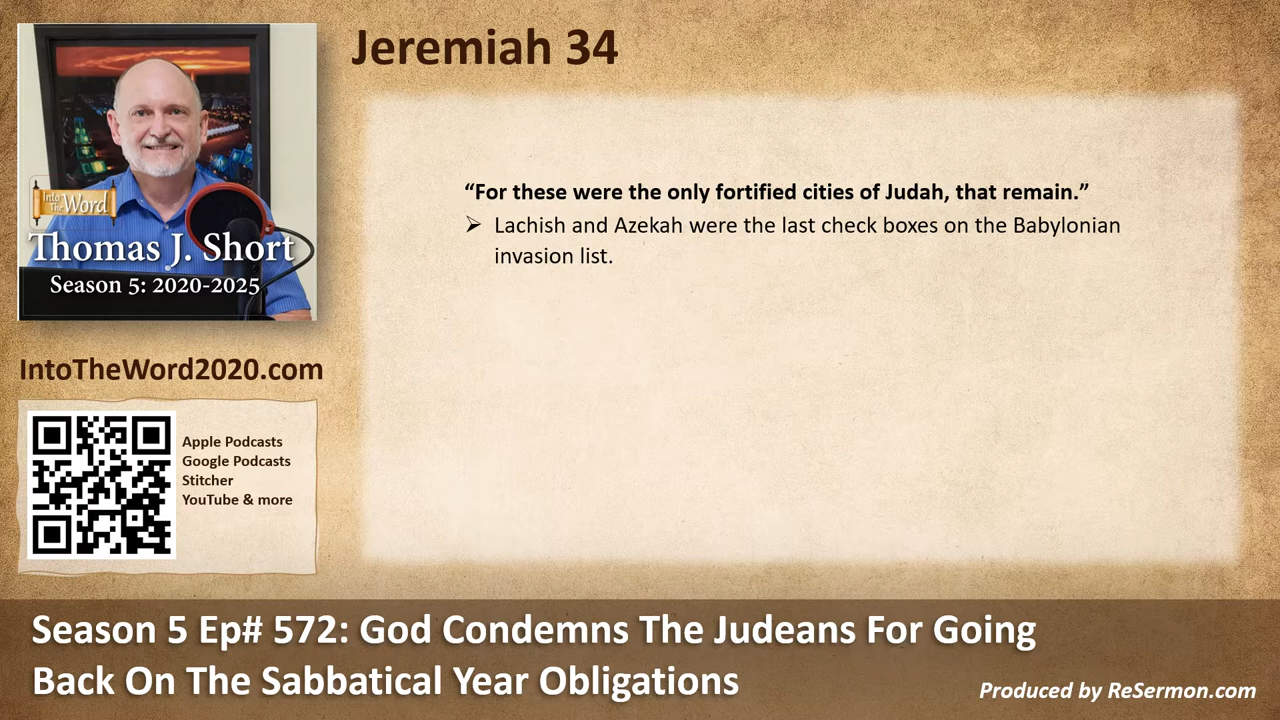 Jeremiah 34
“For these were the only fortified cities of Judah, that remain.”
➢ Lachish and Azekah were the last check boxes on the Babylonian
invasion list.
Into
The Word
Thomas J. Short
Season 5: 2020-2025
IntoTheWord2020.com
Apple Podcasts
Google Podcasts
Stitcher
YouTube & more
Season 5 Ep# 572: God Condemns The Judeans For Going
Back On The Sabbatical Year Obligations
Produced by ReSermon.com